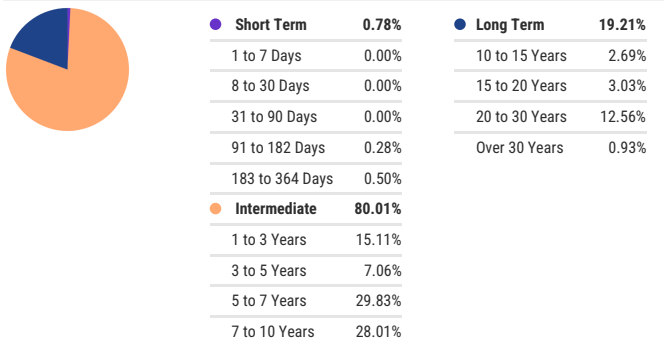 Short Term 0.78%
1 to 7 Days 0.00%
8 to 30 Days 0.00%
31 to 90 Days 0.00%
91 to 182 Days 0.28%
183 to 364 Days 0.50%
Intermediate 80.01%
1 to 3 Years 15.11%
3 to 5 Years 7.06%
5 to 7 Years 29.83%
7 to 10 Years 28.01%
Long Term 19.21%
10 to 15 Years 2.69%
15 to 20 Years 3.03%
20 to 30 Years 12.56%
Over 30 Years 0.93%